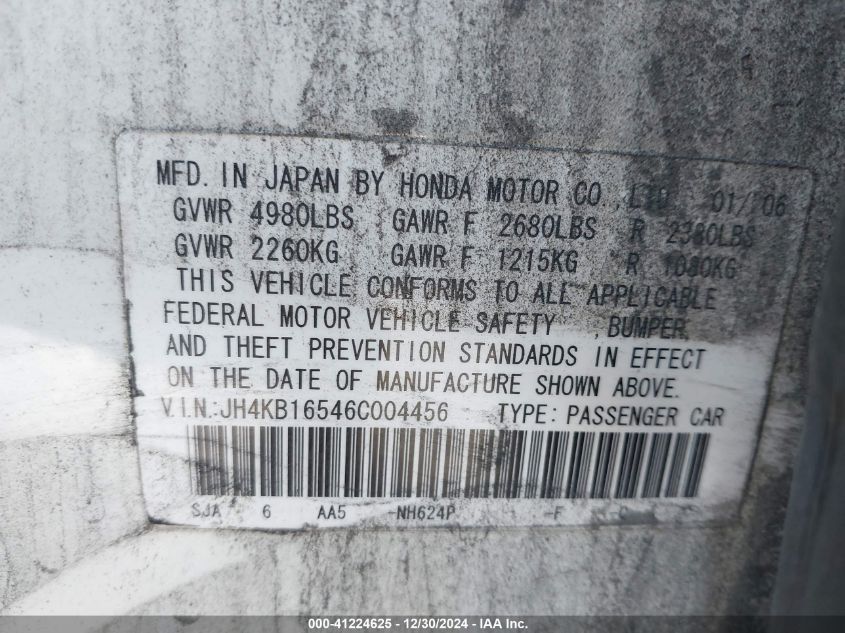 MFD. IN JAPAN BY HONDA MOTOR CO., LTD. 01/06
GVWR 4980LBS GAWR F 2680LBS R 2380LBS
GVWR 2260KG GAWR F 1215KG R 1080KG
THIS VEHICLE CONFORMS TO ALL APPLICABLE
FEDERAL MOTOR VEHICLE SAFETY , BUMPER,
AND THEFT PREVENTION STANDARDS IN EFFECT
ON THE DATE OF MANUFACTURE SHOWN ABOVE.
V.I.N.:JH4KB16546C004456 TYPE: PASSENGER CAR
SJA 6 AA5 -NH624P -F C
000-41224625 - 12/30/2024 - IAA Inc.